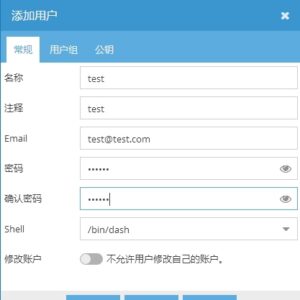 添加用户
常规 用户组 公钥
名称 test
注释 test
Email test@test.com
密码 ••••••
确认密码 ••••••
Shell /bin/dash
修改账户 不允许用户修改自己的账户。